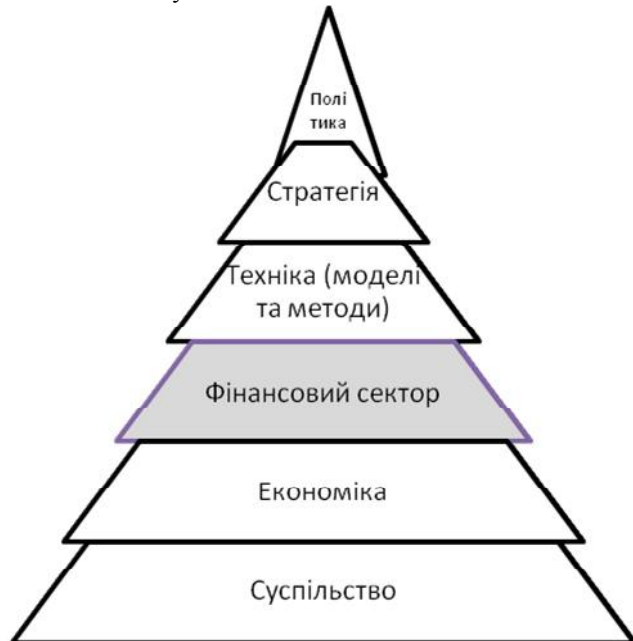 Полі
тика
Стратегія
Техніка (моделі
та методи)
Фінансовий сектор
Економіка
Суспільство